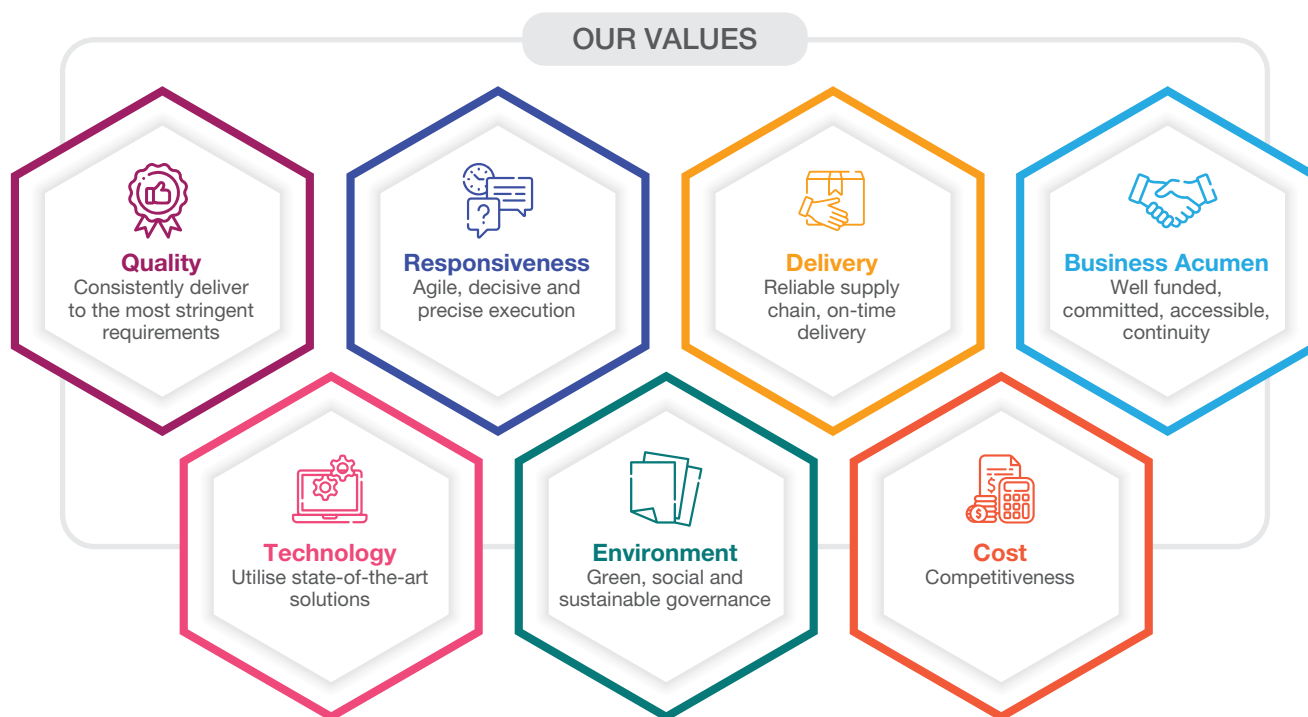 OUR VALUES
Quality
Consistently deliver
to the most stringent
requirements
Responsiveness
Agile, decisive and
precise execution
Delivery
Reliable supply
chain, on-time
delivery
Business Acumen
Well funded,
committed, accessible,
continuity
Technology
Utilise state-of-the-art
solutions
Environment
Green, social and
sustainable governance
Cost
Competitiveness